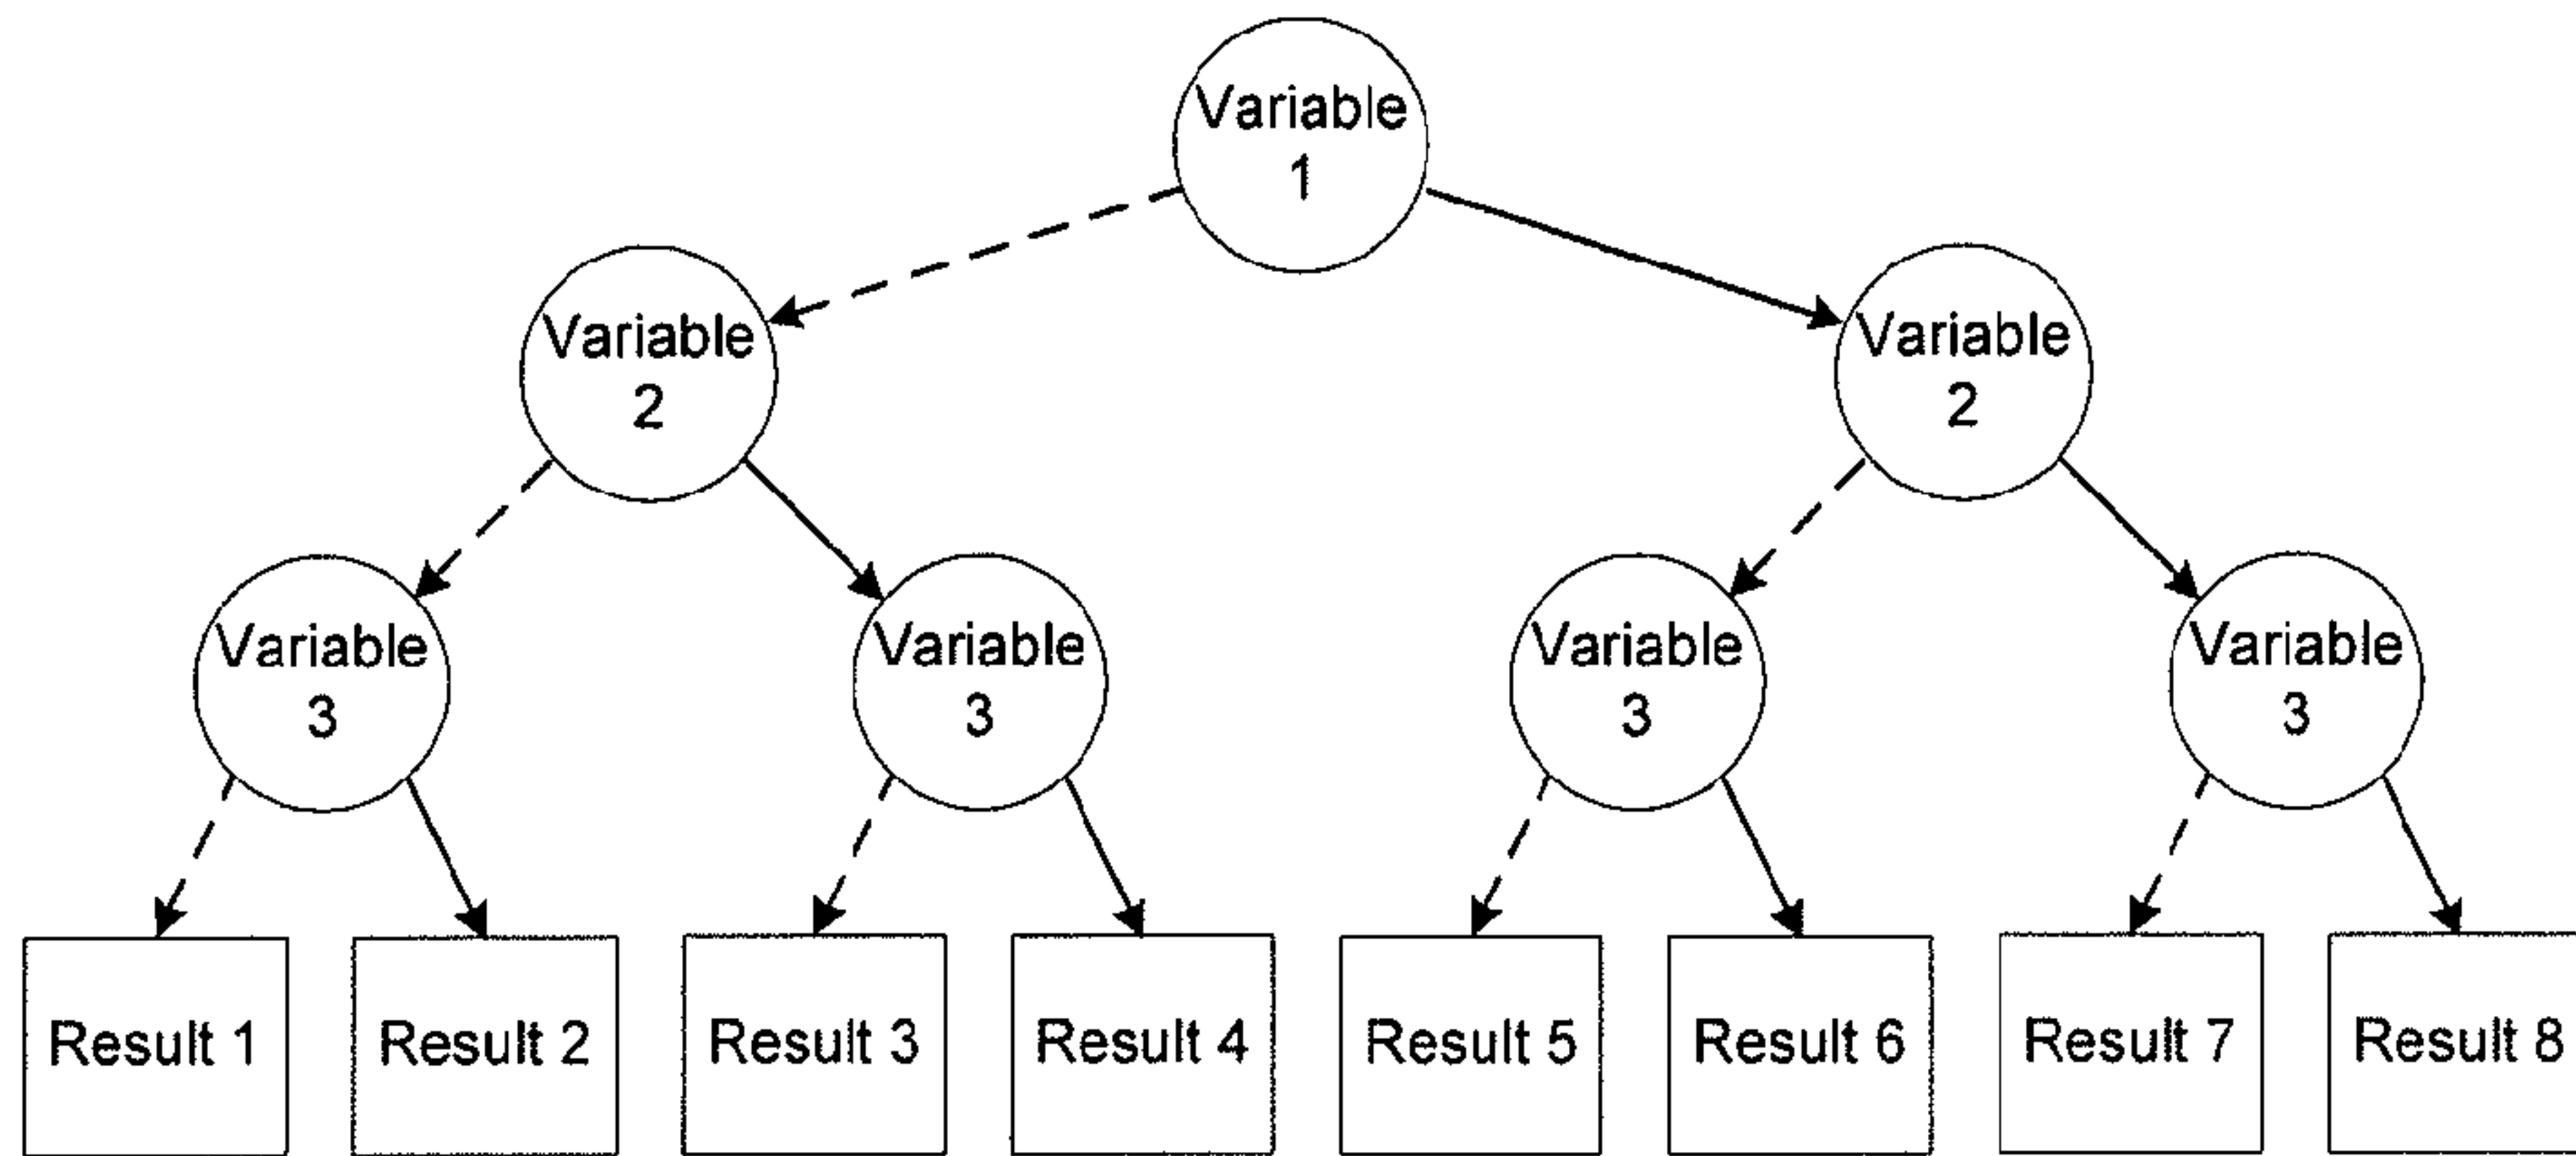 Variable
1
Variable
2
Variable
2
Variable
3
Variable
3
Variable
3
Variable
3
Result 1
Result 2
Result 3
Result 4
Result 5
Result 6
Result 7
Result 8